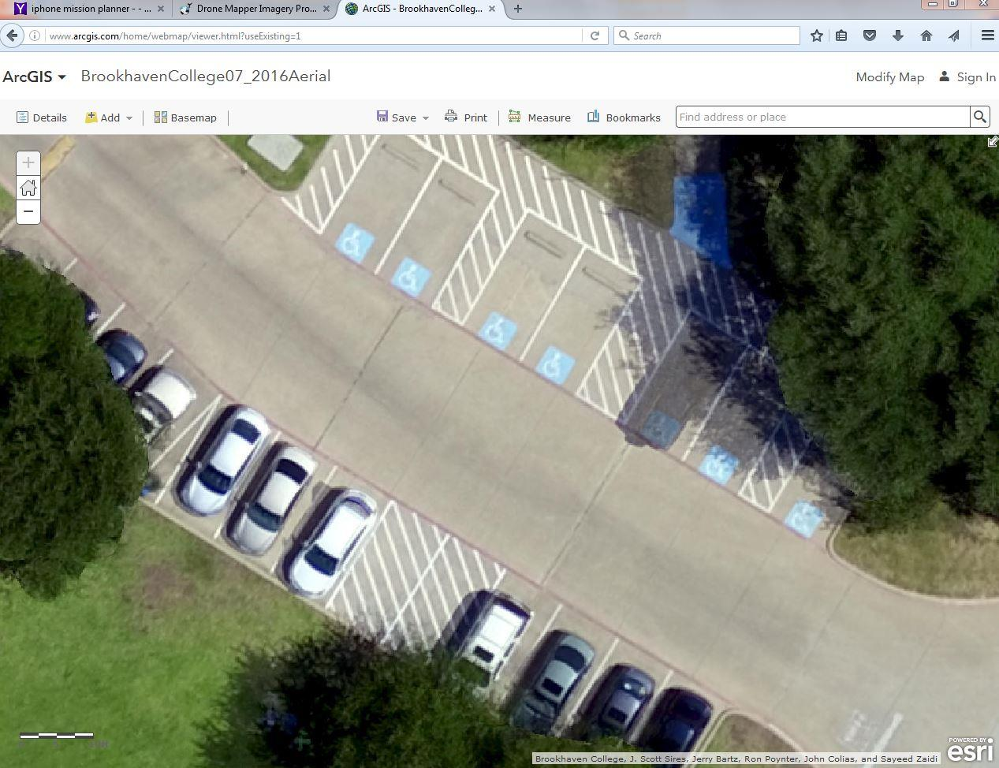 iphone mission planner - - ...
Drone Mapper Imagery Pro...
ArcGIS - BrookhavenColleg...
www.arcgis.com/home/webmap/viewer.html?useExisting=1
Search
ArcGIS
BrookhavenCollege07_2016Aerial
Modify Map
Sign In
Details
Add
Basemap
Save
Print
Measure
Bookmarks
Find address or place
POWERED BY
esri
Brookhaven College, J. Scott Sires, Jerry Bartz, Ron Poynter, John Colias, and Sayeed Zaidi